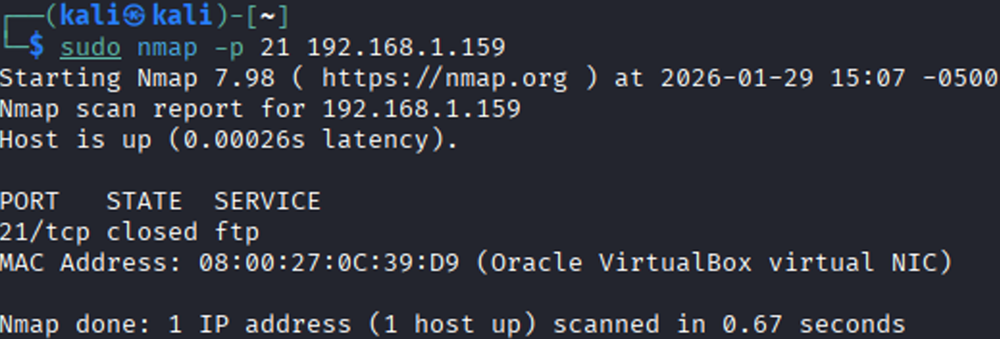 ┌──(kali㉿kali)-[~]
└─$ sudo nmap -p 21 192.168.1.159
Starting Nmap 7.98 ( https://nmap.org ) at 2026-01-29 15:07 -0500
Nmap scan report for 192.168.1.159
Host is up (0.00026s latency).
PORT   STATE  SERVICE
21/tcp closed ftp
MAC Address: 08:00:27:0C:39:D9 (Oracle VirtualBox virtual NIC)
Nmap done: 1 IP address (1 host up) scanned in 0.67 seconds